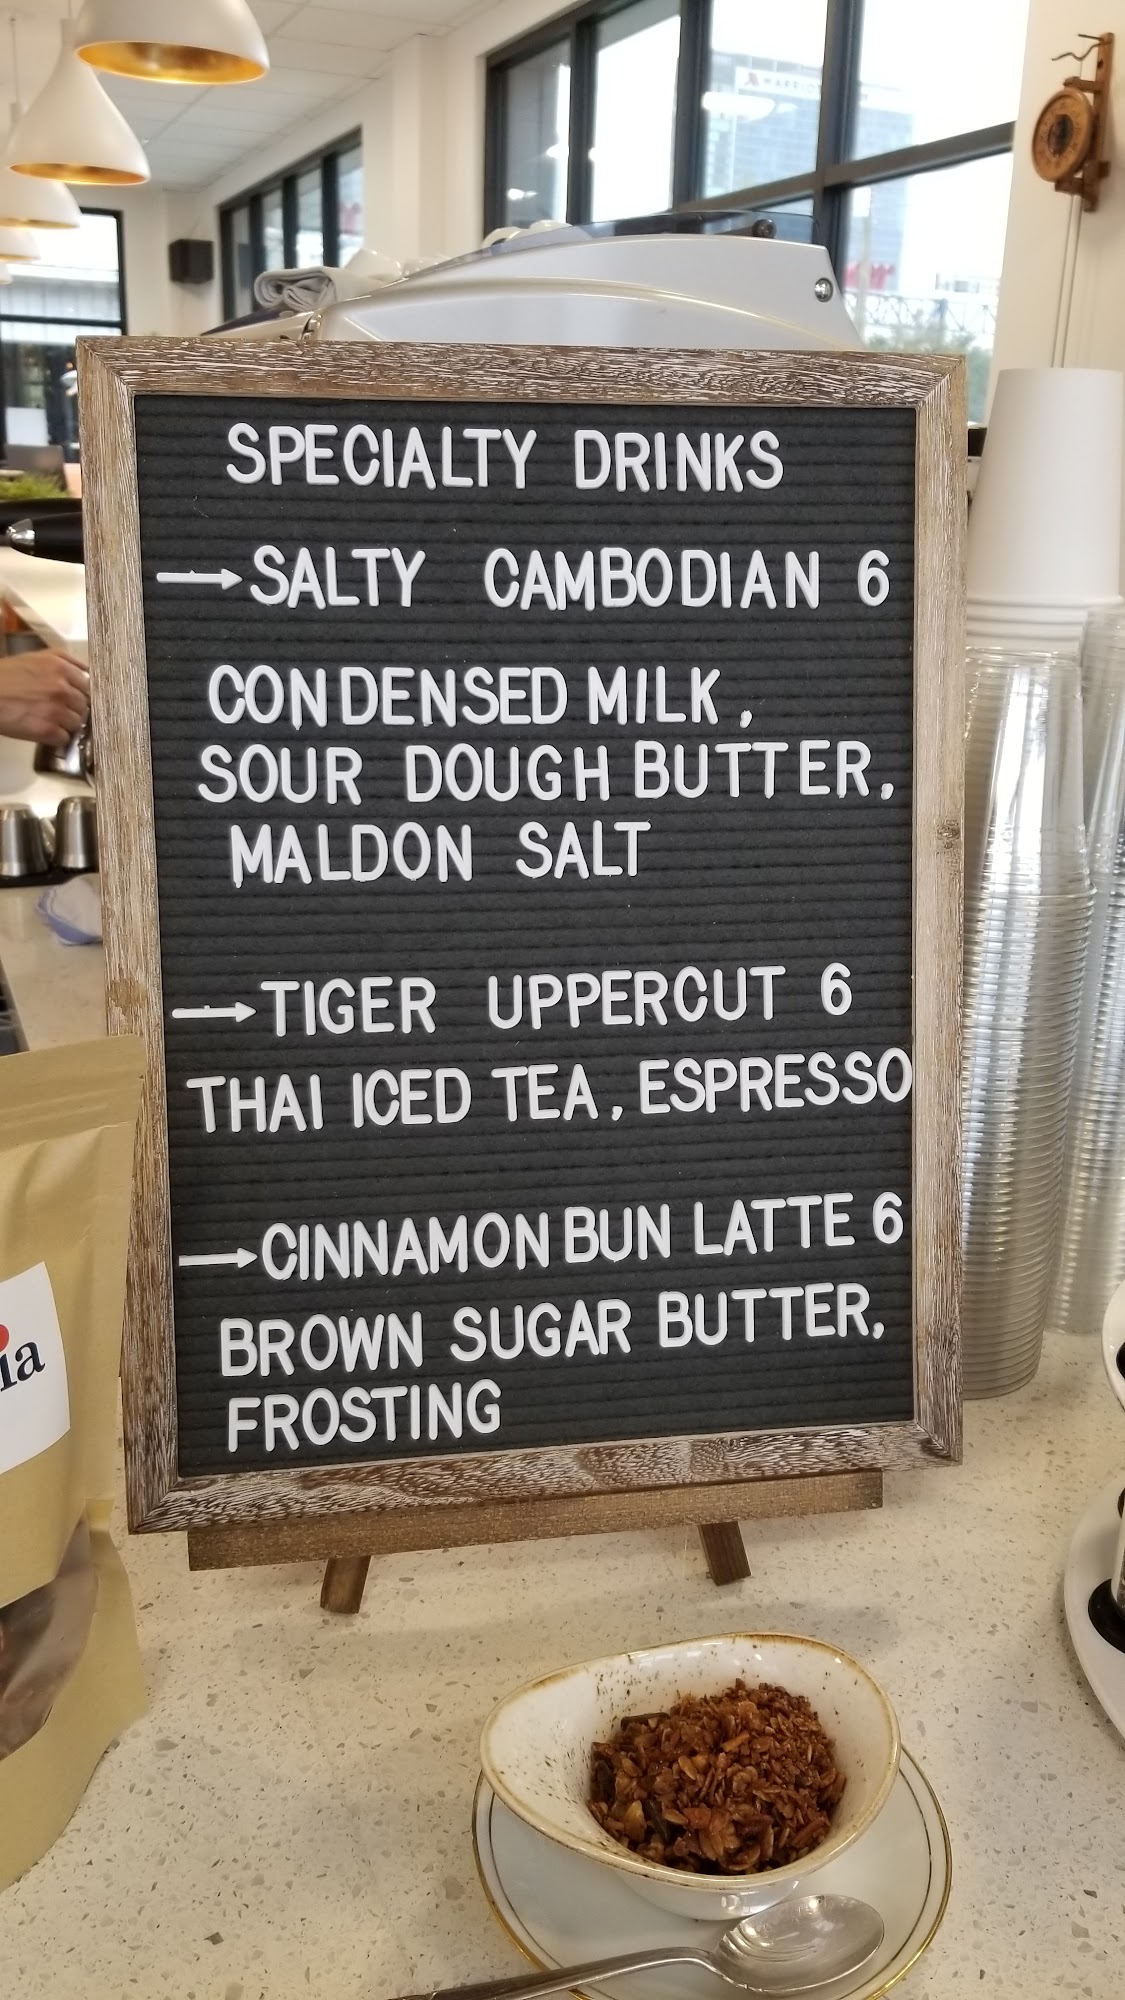 SPECIALTY DRINKS
→SALTY CAMBODIAN 6
CONDENSED MILK,
SOUR DOUGH BUTTER,
MALDON SALT
→TIGER UPPERCUT 6
THAI ICED TEA, ESPRESSO
→CINNAMON BUN LATTE 6
BROWN SUGAR BUTTER,
FROSTING